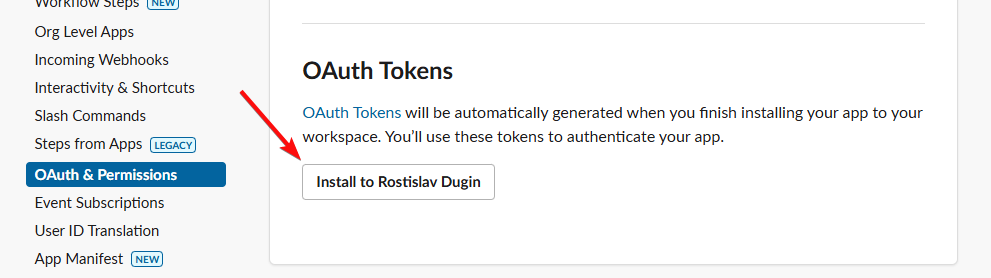 Workflow Steps NEW
Org Level Apps
Incoming Webhooks
Interactivity & Shortcuts
Slash Commands
Steps from Apps LEGACY
OAuth & Permissions
Event Subscriptions
User ID Translation
App Manifest NEW
OAuth Tokens
OAuth Tokens will be automatically generated when you finish installing your app to your
workspace. You’ll use these tokens to authenticate your app.
Install to Rostislav Dugin